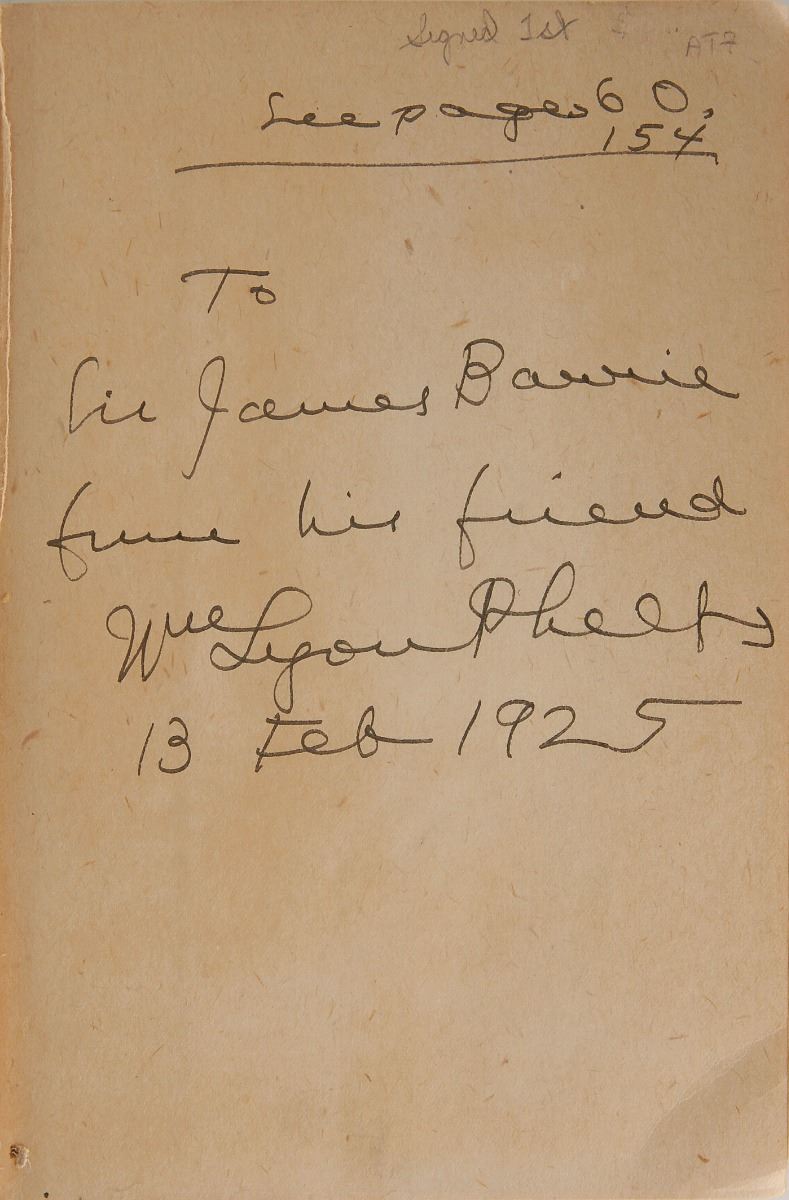 Signed 1st
AT7
See pages 60,
154
To
Sir James Barrie
from his friend
Wm Lyon Phelps
13 Feb 1925